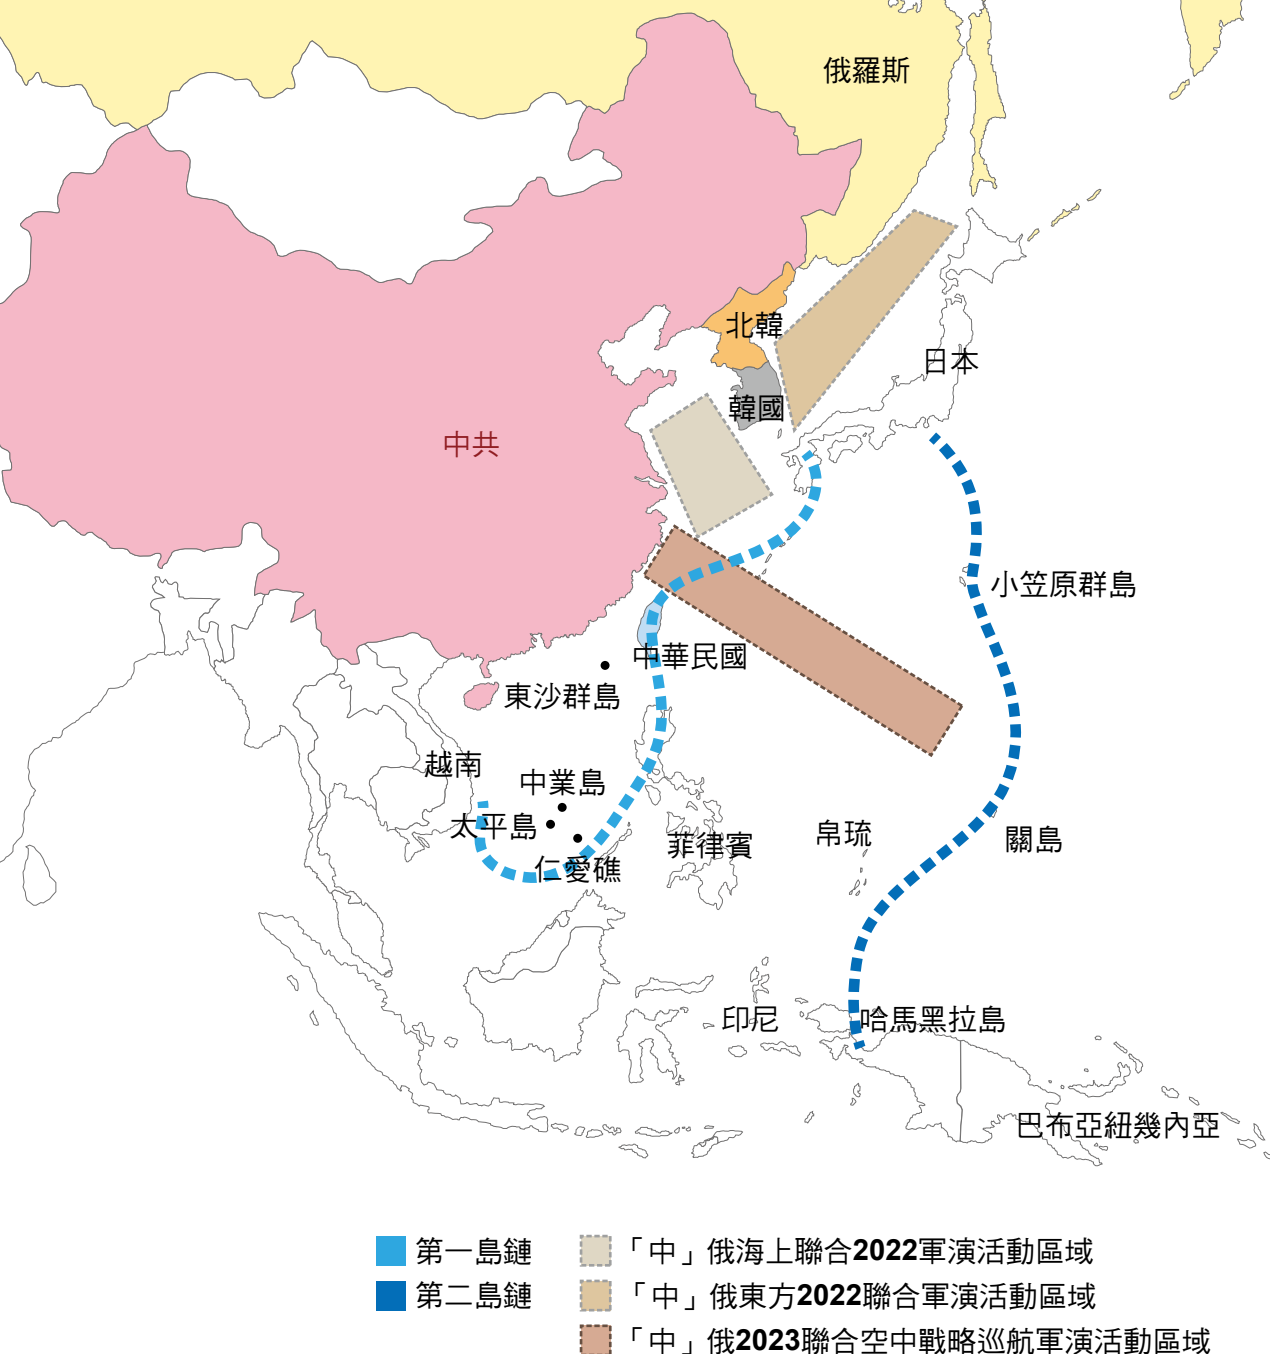 俄羅斯
北韓
日本
韓國
中共
小笠原群島
中華民國
東沙群島
越南
中業島
太平島
帛琉
關島
菲律賓
仁愛礁
印尼
哈馬黑拉島
巴布亞紐幾內亞
第一島鏈
「中」俄海上聯合2022軍演活動區域
第二島鏈
「中」俄東方2022聯合軍演活動區域
「中」俄2023聯合空中戰略巡航軍演活動區域